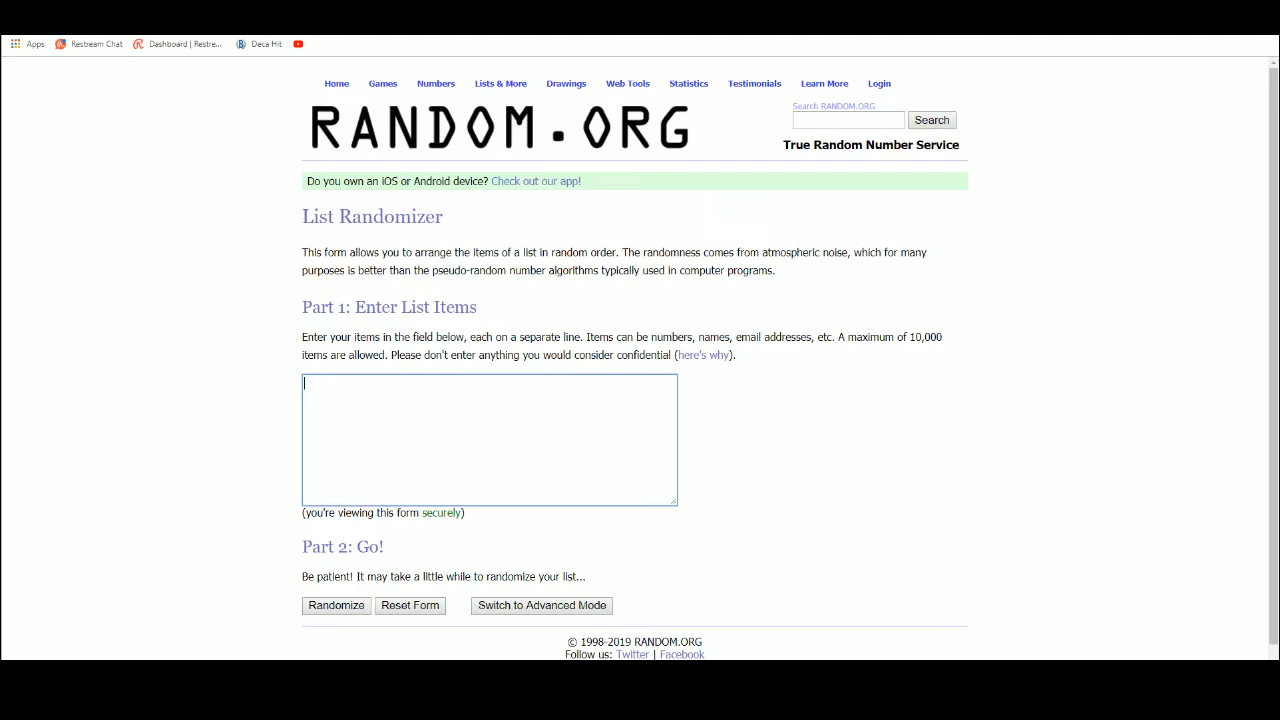 Apps Restream Chat Dashboard | Restre... Deca Hit
Home Games Numbers Lists & More Drawings Web Tools Statistics Testimonials Learn More Login
RANDOM.ORG
Search RANDOM.ORG
Search
True Random Number Service
Do you own an iOS or Android device? Check out our app!
List Randomizer
This form allows you to arrange the items of a list in random order. The randomness comes from atmospheric noise, which for many
purposes is better than the pseudo-random number algorithms typically used in computer programs.
Part 1: Enter List Items
Enter your items in the field below, each on a separate line. Items can be numbers, names, email addresses, etc. A maximum of 10,000
items are allowed. Please don't enter anything you would consider confidential (here's why).
(you're viewing this form securely)
Part 2: Go!
Be patient! It may take a little while to randomize your list...
Randomize Reset Form Switch to Advanced Mode
© 1998-2019 RANDOM.ORG
Follow us: Twitter | Facebook